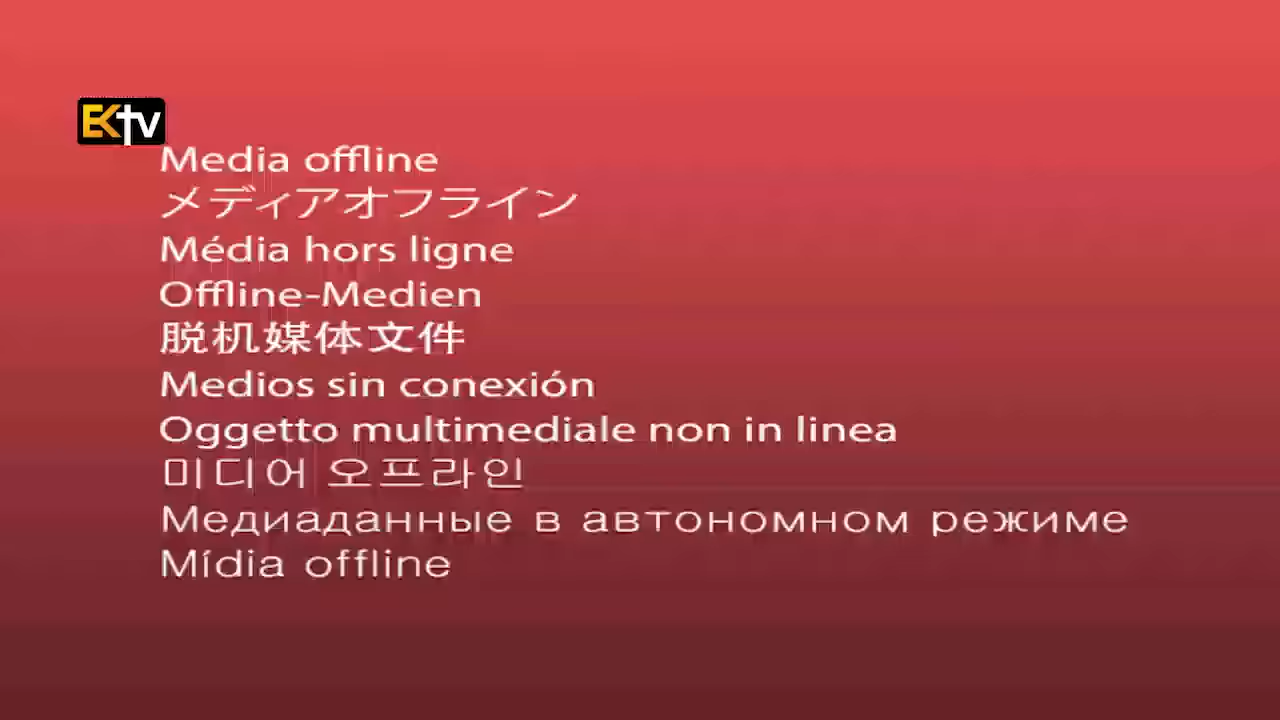 EKtv
Media offline
メディアオフライン
Média hors ligne
Offline-Medien
脱机媒体文件
Medios sin conexión
Oggetto multimediale non in linea
미디어 오프라인
Медиаданные в автономном режиме
Mídia offline